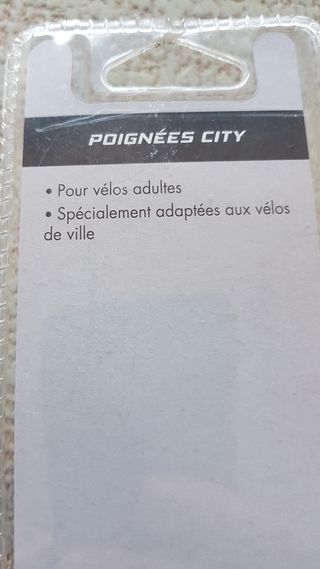 POIGNÉES CITY
• Pour vélos adultes
• Spécialement adaptées aux vélos
de ville